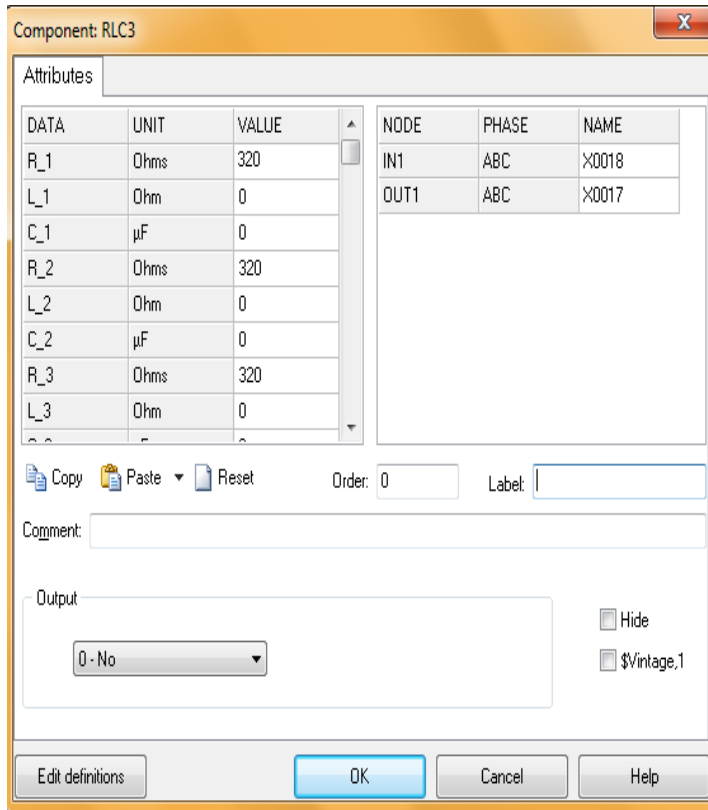 Component: RLC3
X
Attributes
DATA UNIT VALUE
R_1 Ohms 320
L_1 Ohm 0
C_1 µF 0
R_2 Ohms 320
L_2 Ohm 0
C_2 µF 0
R_3 Ohms 320
L_3 Ohm 0
NODE PHASE NAME
IN1 ABC X0018
OUT1 ABC X0017
Copy Paste Reset Order: 0 Label:
Comment:
Output
0 - No
Hide
$Vintage,1
Edit definitions OK Cancel Help